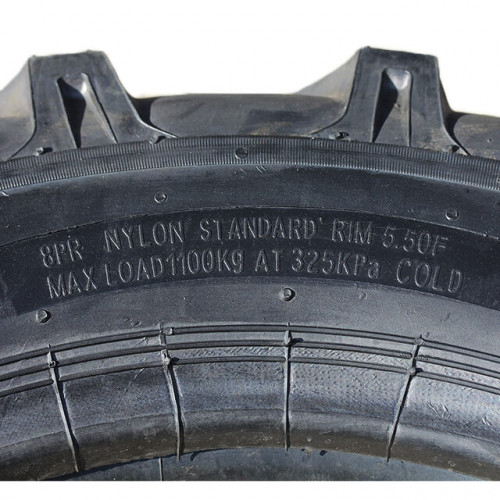 8PR NYLON STANDARD RIM 5.50F
MAX LOAD 1100Kg AT 325KPa COLD